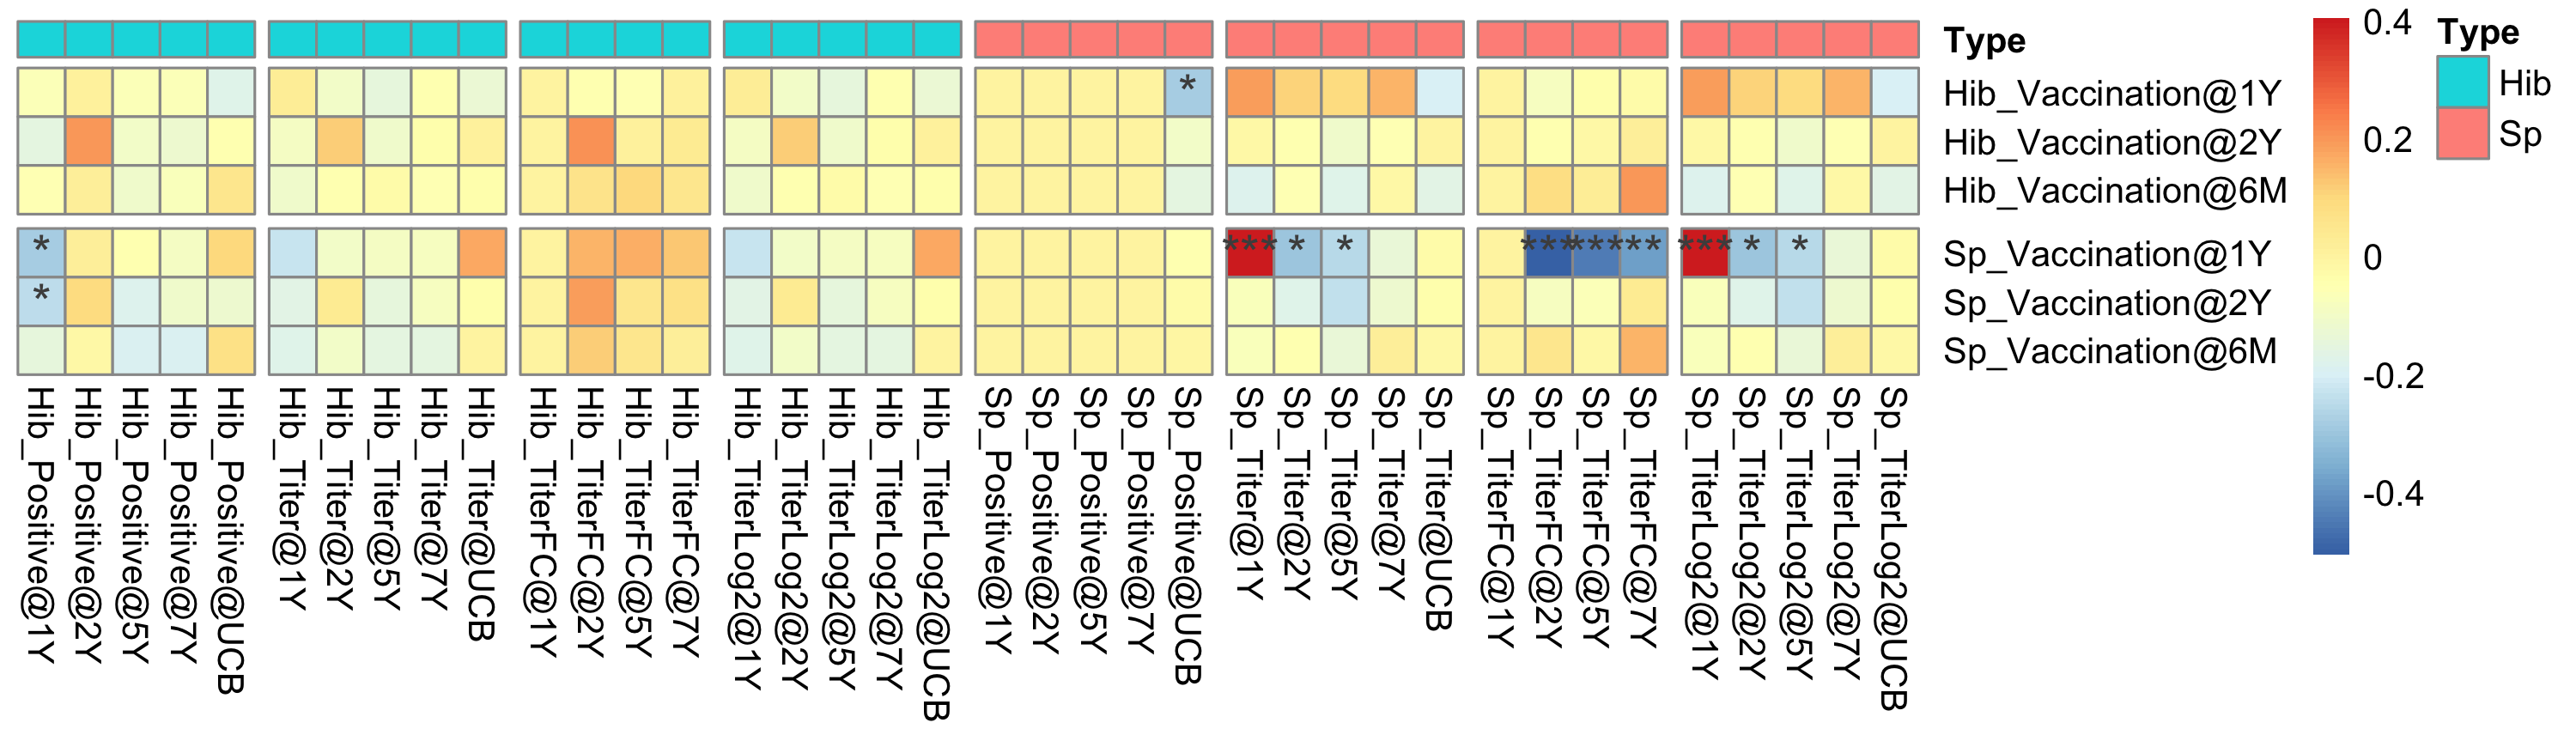 Type
Hib_Vaccination@1Y
Hib_Vaccination@2Y
Hib_Vaccination@6M
Sp_Vaccination@1Y
Sp_Vaccination@2Y
Sp_Vaccination@6M
*
*
*** * * *** *** ** *** * *
*
Hib_Positive@1Y
Hib_Positive@2Y
Hib_Positive@5Y
Hib_Positive@7Y
Hib_Positive@UCB
Hib_Titer@1Y
Hib_Titer@2Y
Hib_Titer@5Y
Hib_Titer@7Y
Hib_Titer@UCB
Hib_TiterFC@1Y
Hib_TiterFC@2Y
Hib_TiterFC@5Y
Hib_TiterFC@7Y
Hib_TiterLog2@1Y
Hib_TiterLog2@2Y
Hib_TiterLog2@5Y
Hib_TiterLog2@7Y
Hib_TiterLog2@UCB
Sp_Positive@1Y
Sp_Positive@2Y
Sp_Positive@5Y
Sp_Positive@7Y
Sp_Positive@UCB
Sp_Titer@1Y
Sp_Titer@2Y
Sp_Titer@5Y
Sp_Titer@7Y
Sp_Titer@UCB
Sp_TiterFC@1Y
Sp_TiterFC@2Y
Sp_TiterFC@5Y
Sp_TiterFC@7Y
Sp_TiterLog2@1Y
Sp_TiterLog2@2Y
Sp_TiterLog2@5Y
Sp_TiterLog2@7Y
Sp_TiterLog2@UCB
0.4
0.2
0
-0.2
-0.4
Type
Hib
Sp